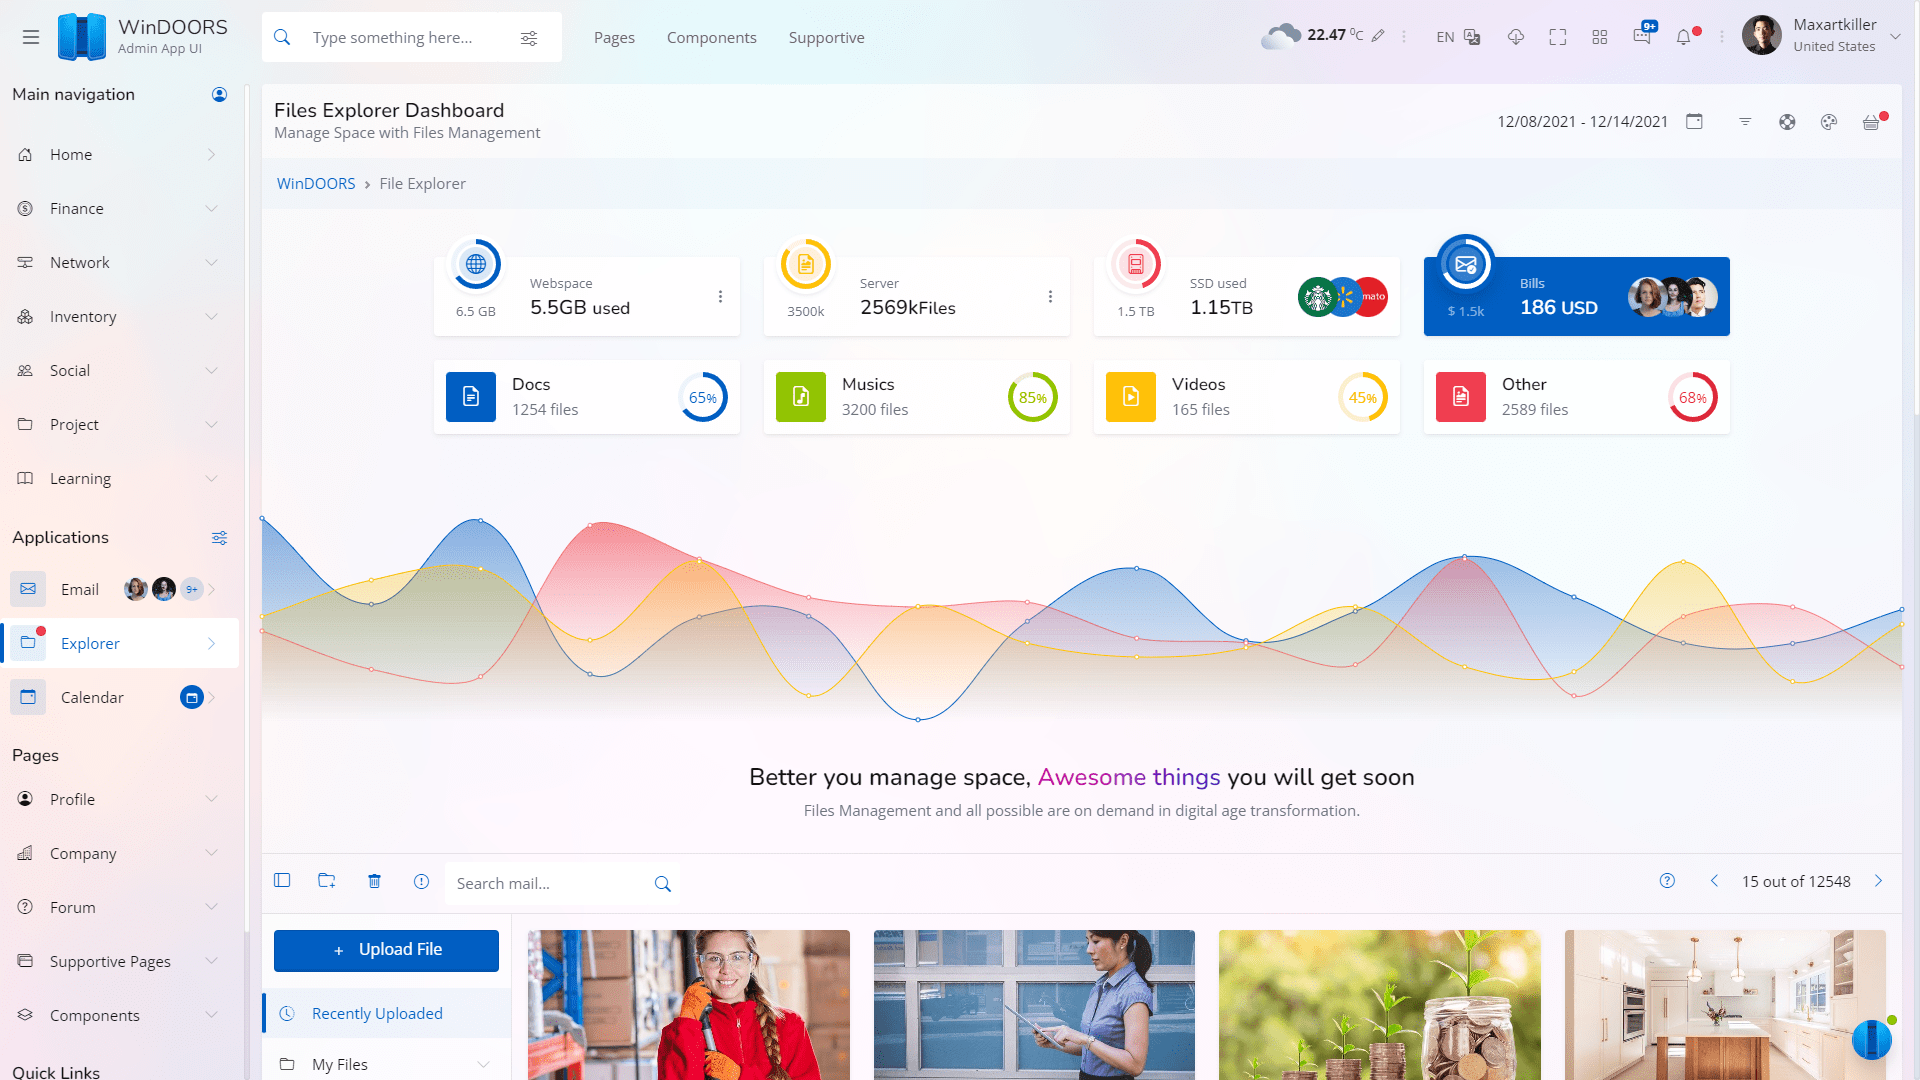 WinDOORS
Admin App UI
Type something here...
Pages
Components
Supportive
22.47 °C
EN
9+
Maxartkiller
United States
Main navigation
Home
Finance
Network
Inventory
Social
Project
Learning
Applications
Email
9+
Explorer
Calendar
Pages
Profile
Company
Forum
Supportive Pages
Components
Quick Links
Files Explorer Dashboard
Manage Space with Files Management
12/08/2021 - 12/14/2021
WinDOORS > File Explorer
6.5 GB
Webspace
5.5GB used
3500k
Server
2569kFiles
1.5 TB
SSD used
1.15TB
mato
$ 1.5k
Bills
186 USD
Docs
1254 files
65%
Musics
3200 files
85%
Videos
165 files
45%
Other
2589 files
68%
Better you manage space, Awesome things you will get soon
Files Management and all possible are on demand in digital age transformation.
Search mail...
15 out of 12548
+ Upload File
Recently Uploaded
My Files